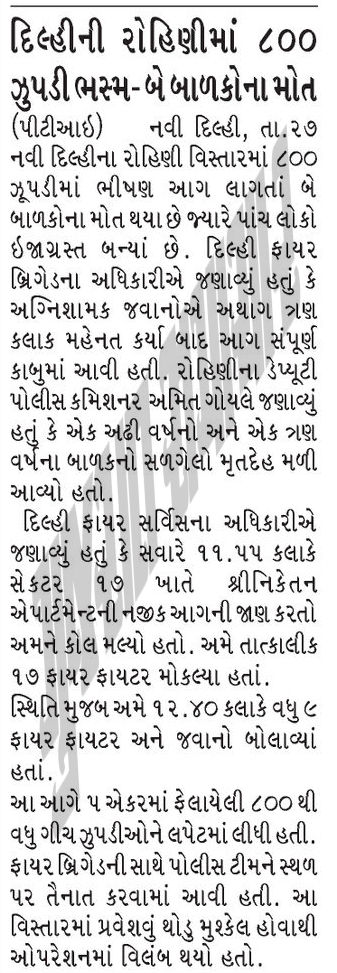 દિલ્હીની રોહિણીમાં ૮૦૦
ઝુપડી ભસ્મ- બે બાળકોના મોત
(પીટીઆઇ) નવી દિલ્હી, તા.૨૭
નવી દિલ્હીના રોહિણી વિસ્તારમાં ૮૦૦
ઝૂપડીમાં ભીષણ આગ લાગતાં બે
બાળકોના મોત થયા છે જ્યારે પાંચ લોકો
ઇજાગ્રસ્ત બન્યાં છે. દિલ્હી ફાયર
બ્રિગેડના અધિકારીએ જણાવ્યું હતું કે
અગ્નિશામક જવાનોએ અથાગ ત્રણ
કલાક મહેનત કર્યા બાદ આગ સંપૂર્ણ
કાબુમાં આવી હતી. રોહિણીના ડેપ્યુટી
પોલીસ કમિશનર અમિત ગોયલે જણાવ્યું
હતું કે એક અઢી વર્ષનો અને એક ત્રણ
વર્ષના બાળકનો સળગેલો મૃતદેહ મળી
આવ્યો હતો.
દિલ્હી ફાયર સર્વિસના અધિકારીએ
જણાવ્યું હતું કે સવારે ૧૧.૫૫ કલાકે
સેક્ટર ૧૭ ખાતે શ્રીનિકેતન
એપાર્ટમેન્ટની નજીક આગની જાણ કરતો
અમને કોલ મલ્યો હતો. અમે તાત્કાલીક
૧૭ ફાયર ફાયટર મોકલ્યા હતાં.
સ્થિતિ મુજબ અમે ૧૨.૪૦ કલાકે વધુ ૯
ફાયર ફાયટર અને જવાનો બોલાવ્યાં
હતાં.
આ આગે ૫ એકરમાં ફેલાયેલી ૮૦૦ થી
વધુ ગીચ ઝુપડીઓને લપેટમાં લીધી હતી.
ફાયર બ્રિગેડની સાથે પોલીસ ટીમને સ્થળ
પર તૈનાત કરવામાં આવી હતી. આ
વિસ્તારમાં પ્રવેશવું થોડુ મુશ્કેલ હોવાથી
ઓપરેશનમાં વિલંબ થયો હતો.